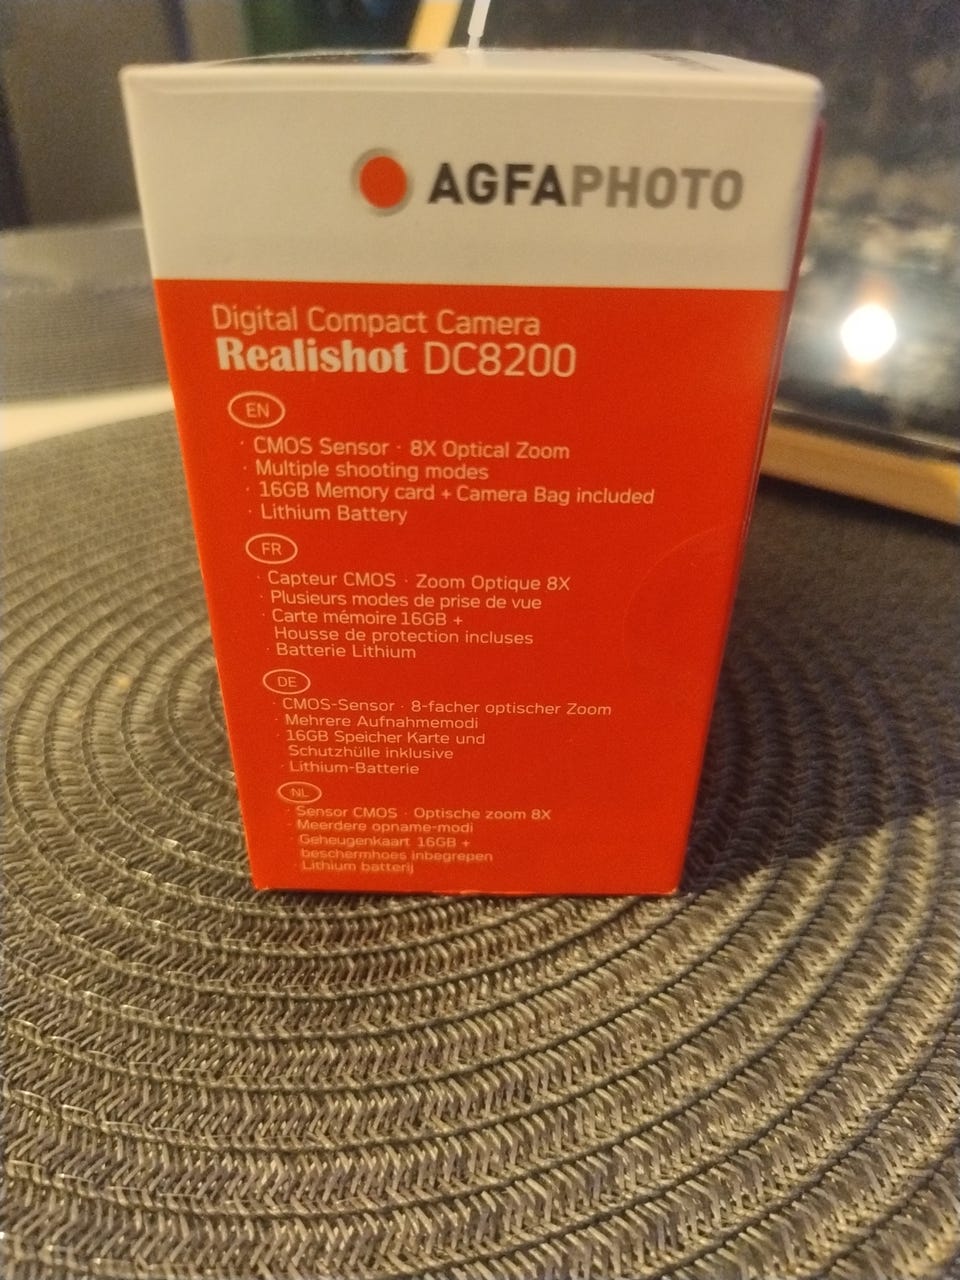 AGFAPHOTO
Digital Compact Camera
Realishot DC8200
EN
· CMOS Sensor · 8X Optical Zoom
· Multiple shooting modes
· 16GB Memory card + Camera Bag included
· Lithium Battery
FR
· Capteur CMOS · Zoom Optique 8X
· Plusieurs modes de prise de vue
· Carte mémoire 16GB +
Housse de protection incluses
· Batterie Lithium
DE
· CMOS-Sensor · 8-facher optischer Zoom
· Mehrere Aufnahmemodi
· 16GB Speicher Karte und
Schutzhülle inklusive
· Lithium-Batterie
NL
· Sensor CMOS · Optische zoom 8X
· Meerdere opname-modi
· Geheugenkaart 16GB +
beschermhoes inbegrepen
· Lithium batterij